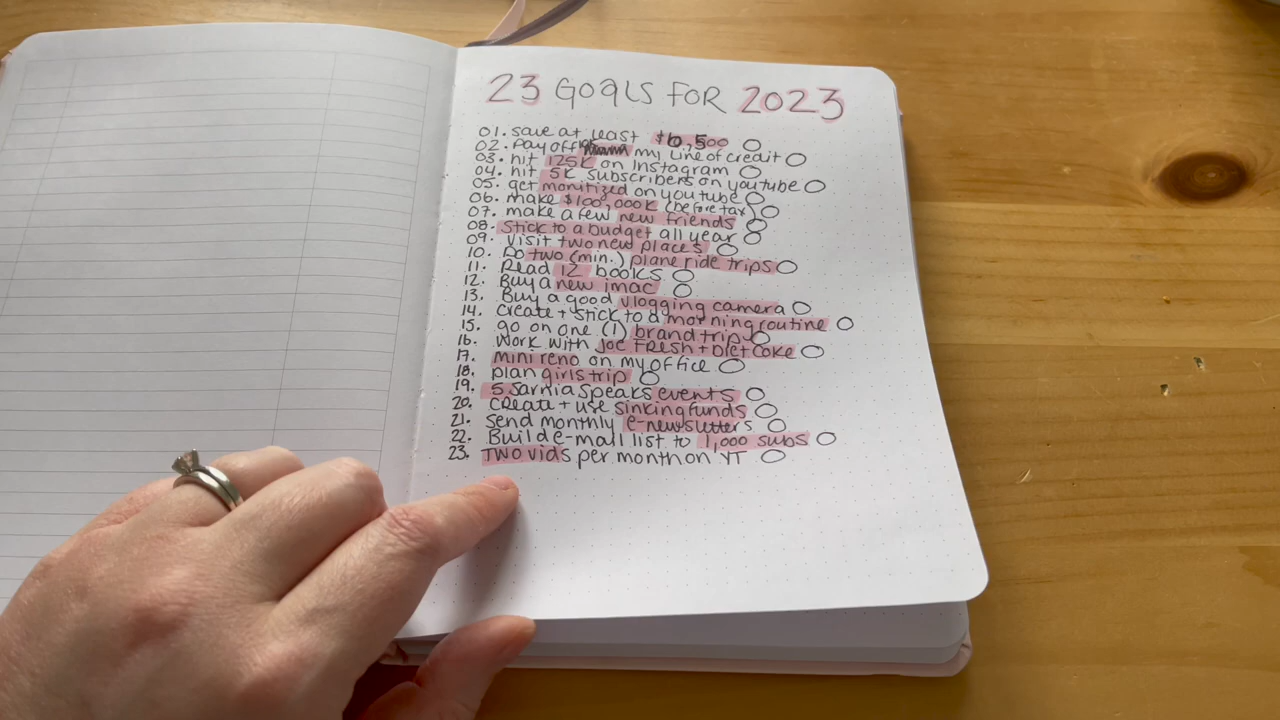 23 GOALS FOR 2023
01. save at least $6,500
02. Pay off my Line of credit
03. hit 125K on Instagram
04. hit 5K subscribers on youtube
05. get monitized on youtube
06. make $100,000K (before tax)
07. make a few new friends
08. Stick to a budget all year
09. Visit two new places
10. Do two (min.) plane ride trips
11. Read 12 books
12. Buy a new imac
13. Buy a good vlogging camera
14. create + stick to a morning routine
15. go on one (1) brand trip
16. Work with JOE FRESH + Diet Coke
17. mini reno on my office
18. plan girls trip
19. 5 Sarnia Speaks events
20. Create + use sinking funds
21. send monthly e-newsletters
22. Build e-mail list to 1,000 subs
23. TWO vids per month on YT